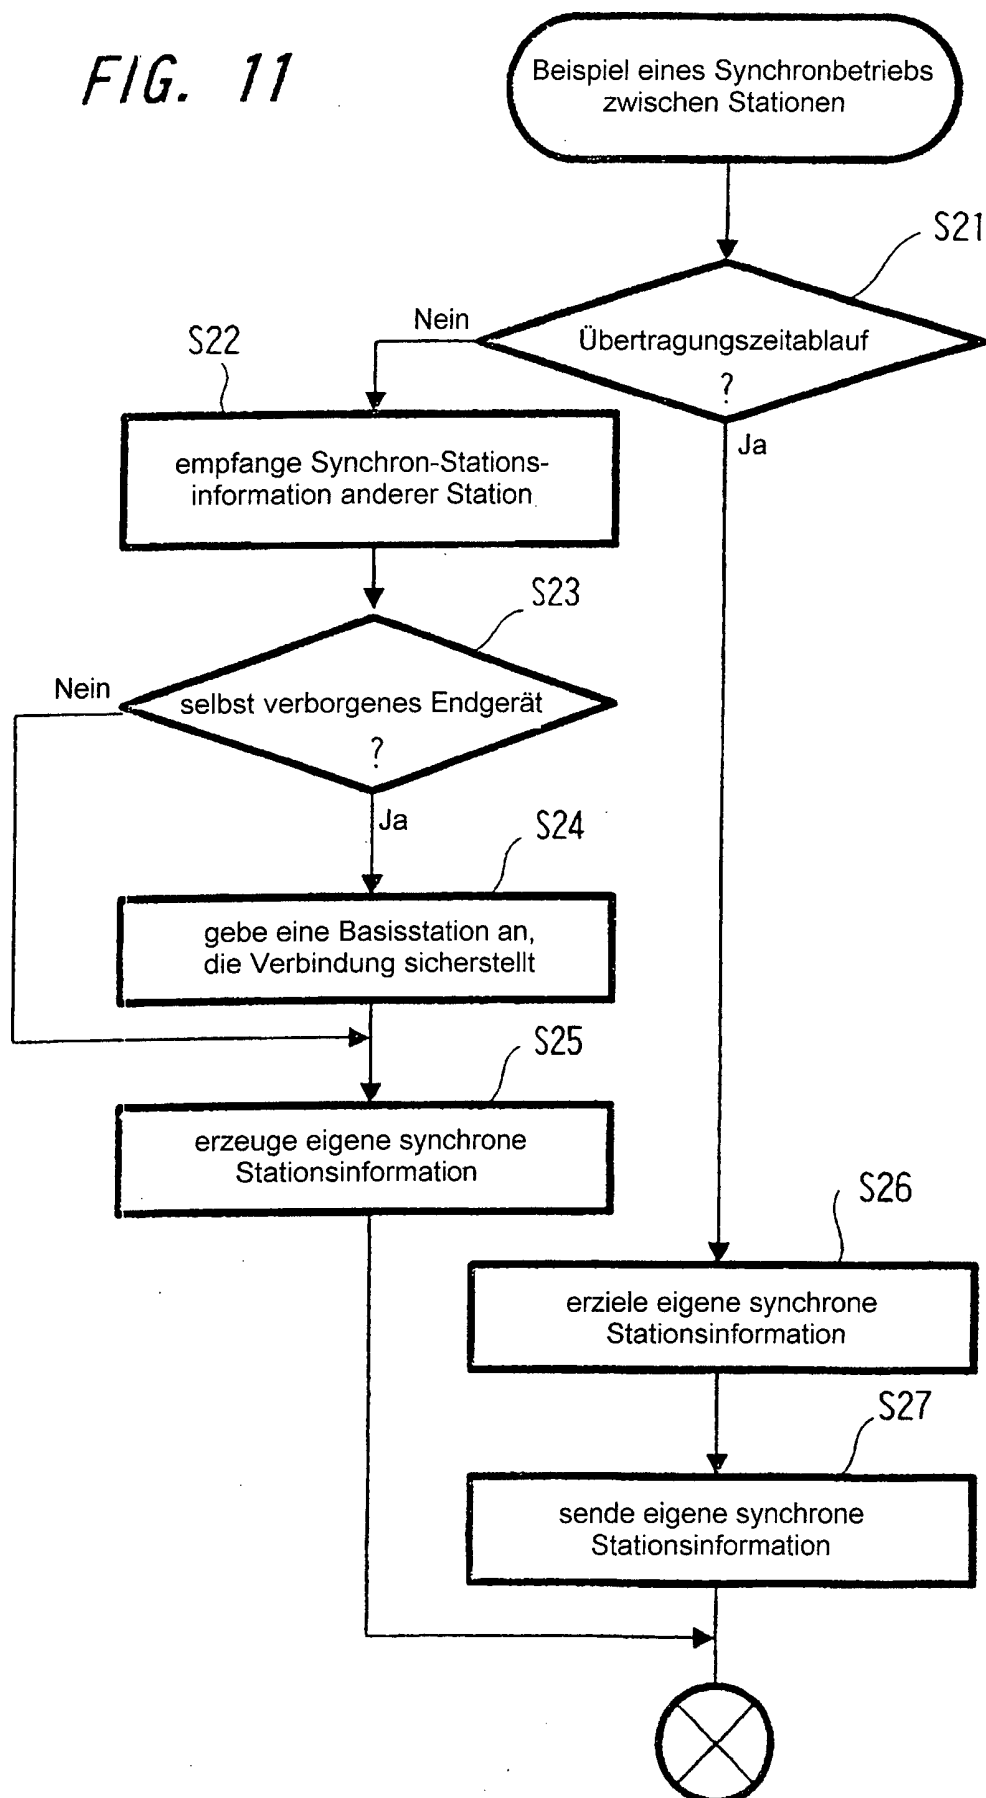 FIG. 11
Beispiel eines Synchronbetriebs
zwischen Stationen
S21
Übertragungszeitablauf
?
Nein
Ja
S22
empfange Synchron-Stations-
information anderer Station
S23
selbst verborgenes Endgerät
?
Nein
Ja
S24
gebe eine Basisstation an,
die Verbindung sicherstellt
S25
erzeuge eigene synchrone
Stationsinformation
S26
erziele eigene synchrone
Stationsinformation
S27
sende eigene synchrone
Stationsinformation